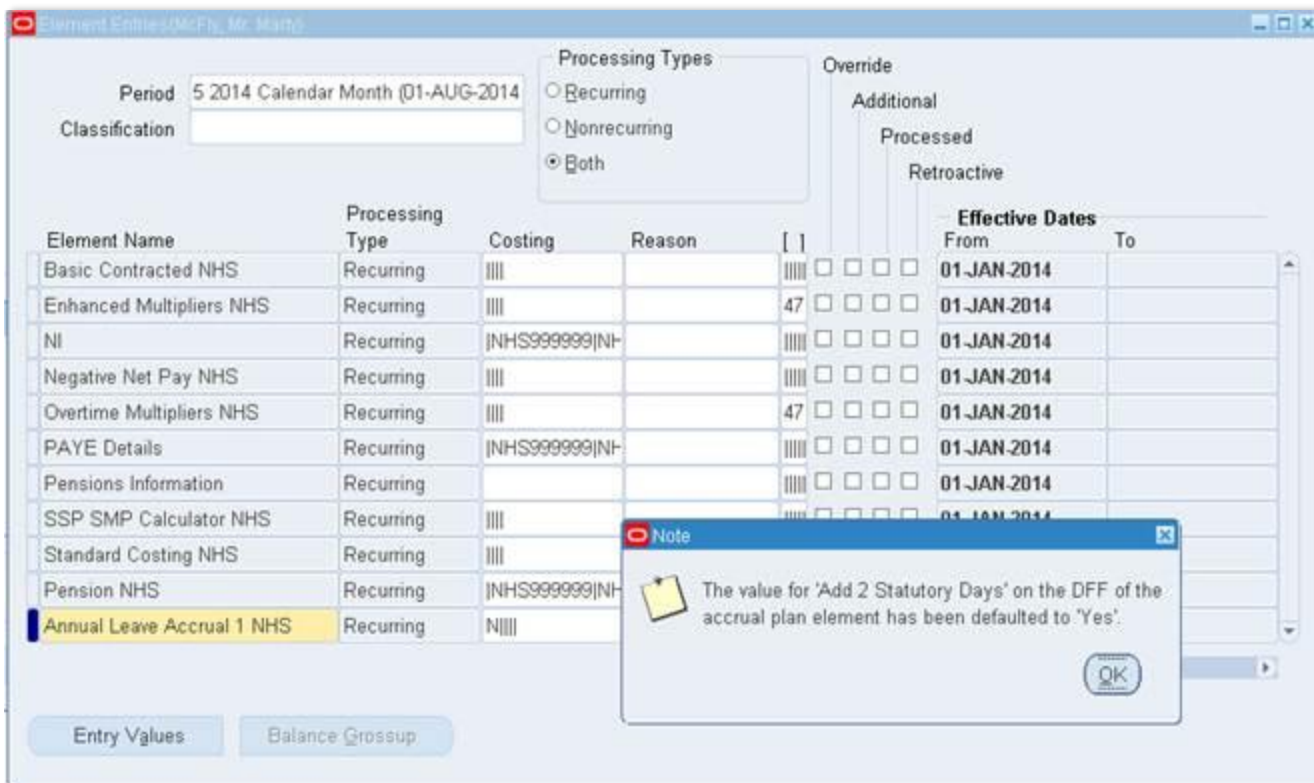 Element Entries(McFly, Mr. Marty)
Processing Types
Override
Period 5 2014 Calendar Month (01-AUG-2014
Recurring
Additional
Classification
Nonrecurring
Processed
Both
Retroactive
Processing
Effective Dates
Element Name Type Costing Reason [ ] From To
Basic Contracted NHS Recurring |||| ||||| 01-JAN-2014
Enhanced Multipliers NHS Recurring |||| 47 01-JAN-2014
NI Recurring |NHS999999|NH ||||| 01-JAN-2014
Negative Net Pay NHS Recurring |||| ||||| 01-JAN-2014
Overtime Multipliers NHS Recurring |||| 47 01-JAN-2014
PAYE Details Recurring |NHS999999|NH ||||| 01-JAN-2014
Pensions Information Recurring ||||| 01-JAN-2014
SSP SMP Calculator NHS Recurring |||| 01-JAN-2014
Standard Costing NHS Recurring ||||
Pension NHS Recurring |NHS999999|NH
Annual Leave Accrual 1 NHS Recurring N||||
Note
The value for 'Add 2 Statutory Days' on the DFF of the
accrual plan element has been defaulted to 'Yes'.
OK
Entry Values Balance Grossup